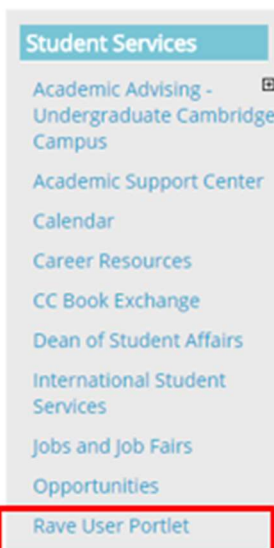 Student Services
Academic Advising -
Undergraduate Cambridge
Campus
Academic Support Center
Calendar
Career Resources
CC Book Exchange
Dean of Student Affairs
International Student
Services
Jobs and Job Fairs
Opportunities
Rave User Portlet